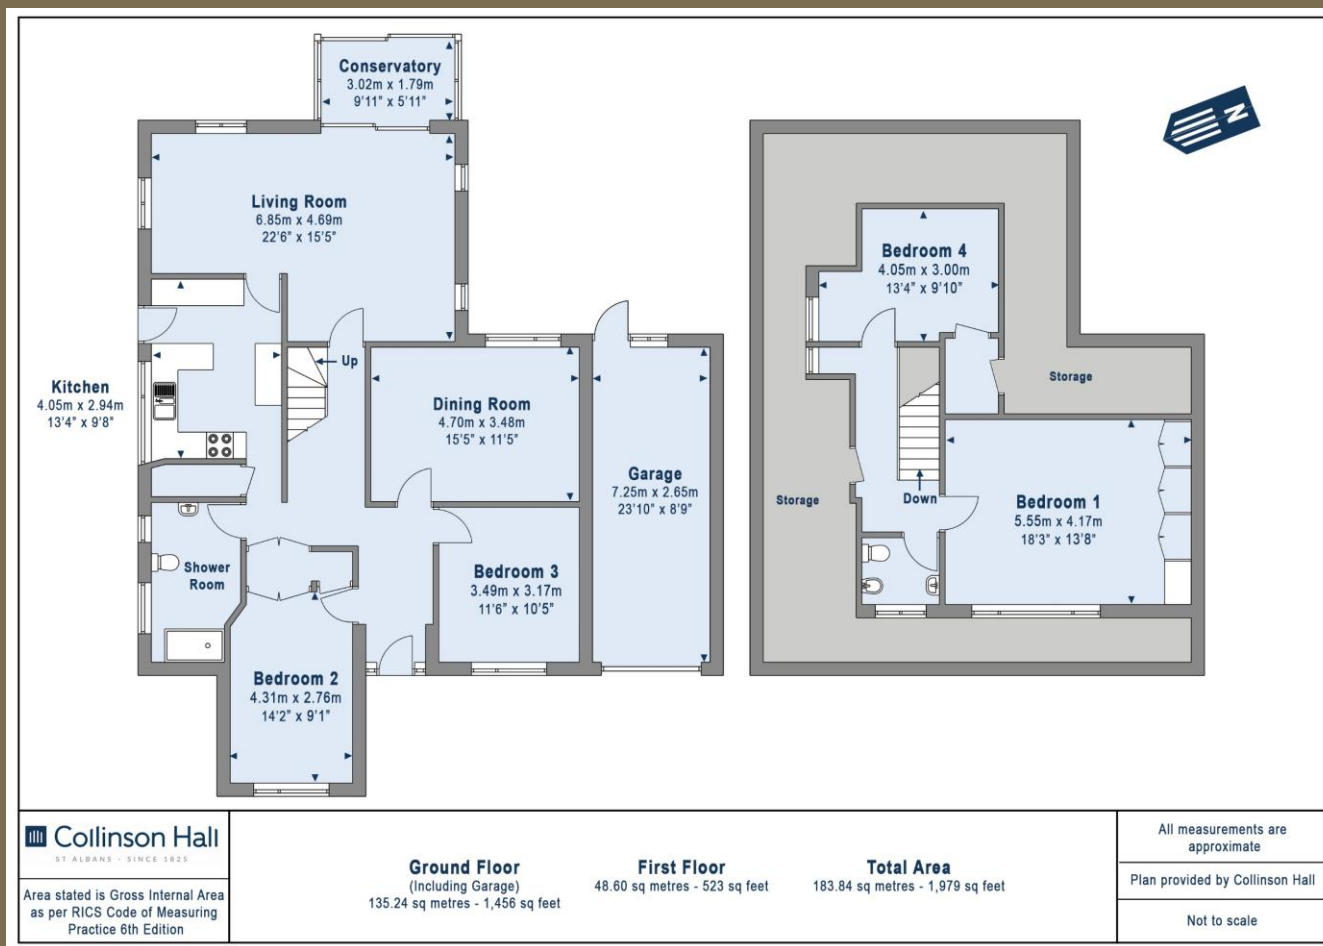 Conservatory
3.02m x 1.79m
9'11" x 5'11"
N
Living Room
6.85m x 4.69m
22'6" x 15'5"
Bedroom 4
4.05m x 3.00m
13'4" x 9'10"
Up
Kitchen
4.05m x 2.94m
13'4" x 9'8"
Dining Room
4.70m x 3.48m
15'5" x 11'5"
Garage
7.25m x 2.65m
23'10" x 8'9"
Storage
Storage
Down
Bedroom 1
5.55m x 4.17m
18'3" x 13'8"
Shower
Room
Bedroom 3
3.49m x 3.17m
11'6" x 10'5"
Bedroom 2
4.31m x 2.76m
14'2" x 9'1"
Collinson Hall
ST ALBANS - SINCE 1825
Area stated is Gross Internal Area
as per RICS Code of Measuring
Practice 6th Edition
Ground Floor
(Including Garage)
135.24 sq metres - 1,456 sq feet
First Floor
48.60 sq metres - 523 sq feet
Total Area
183.84 sq metres - 1,979 sq feet
All measurements are
approximate
Plan provided by Collinson Hall
Not to scale